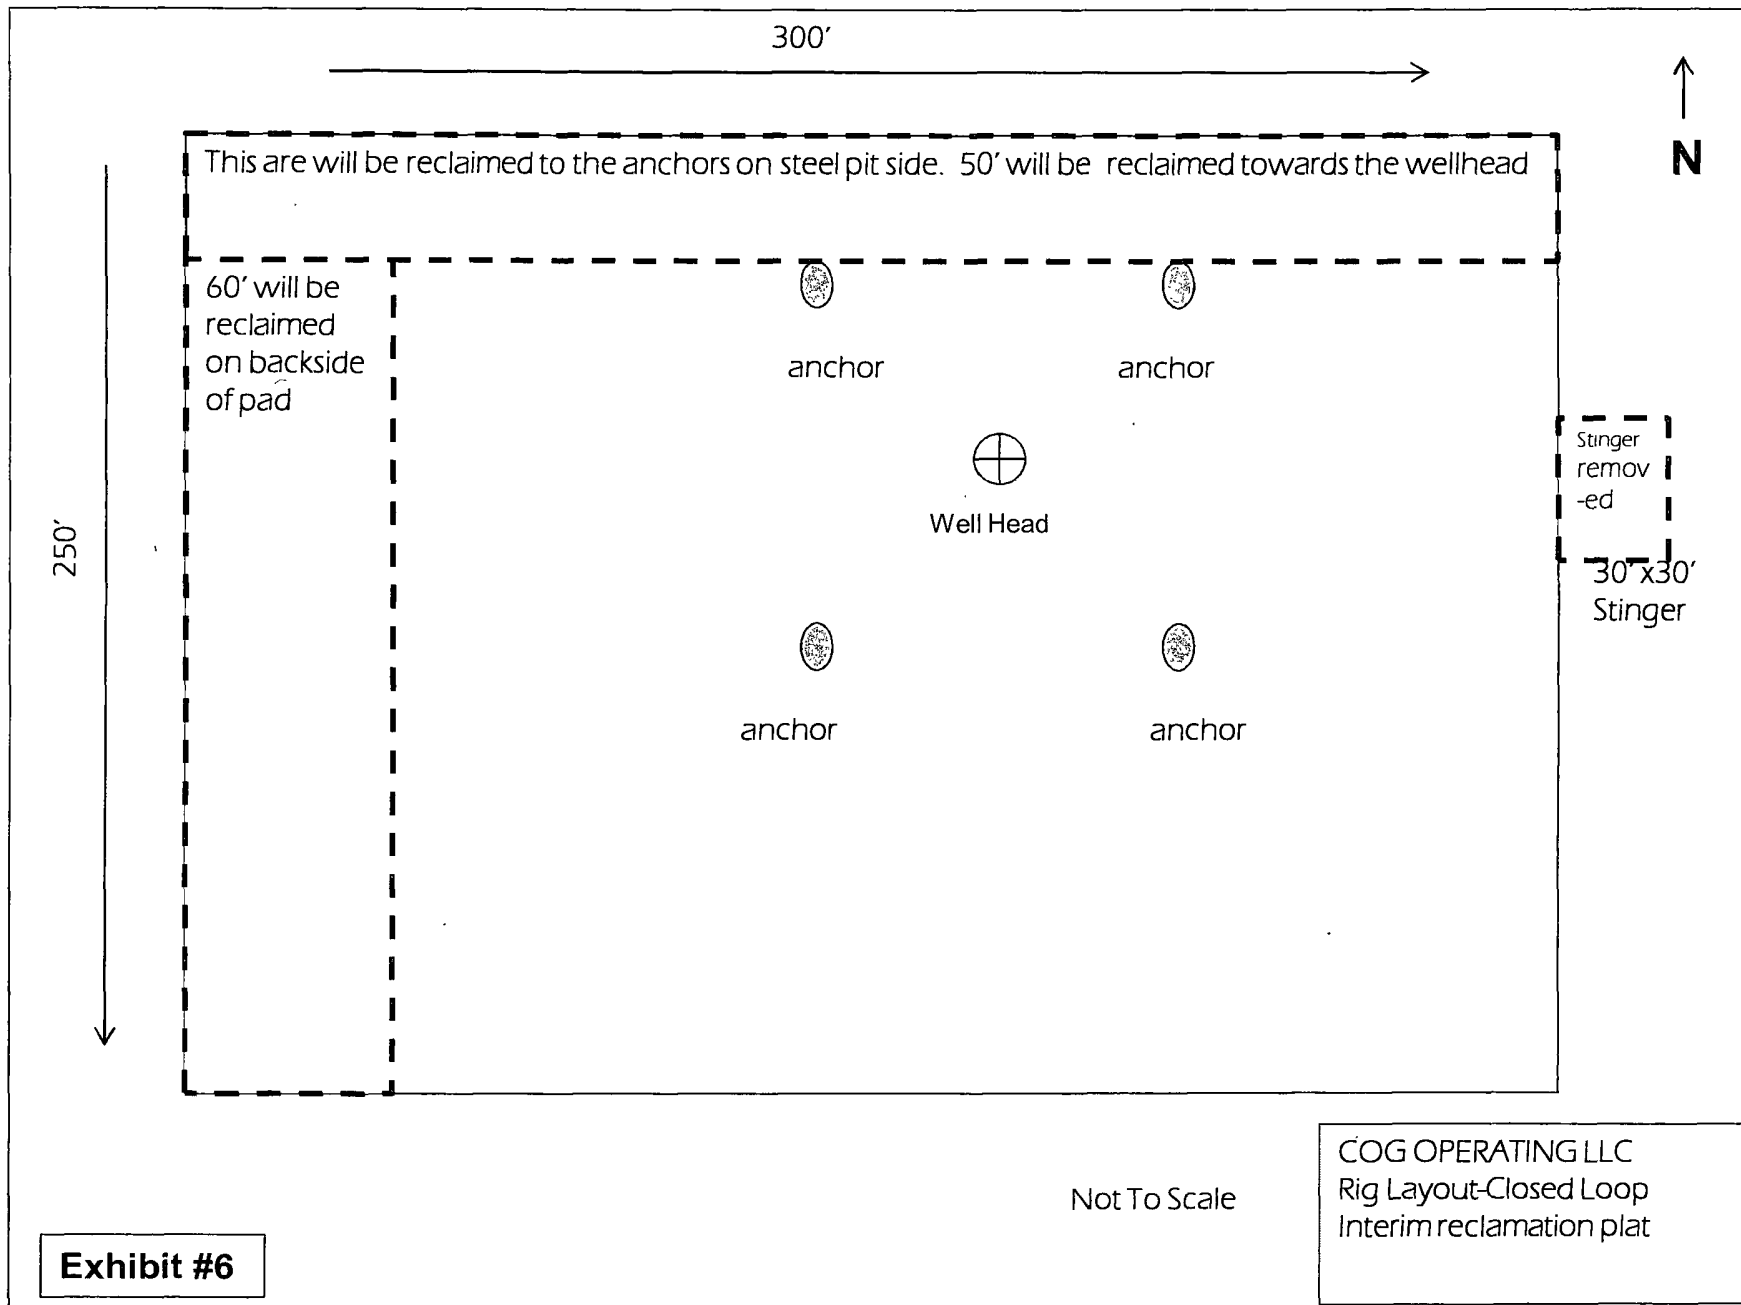 300'
N
This are will be reclaimed to the anchors on steel pit side. 50' will be reclaimed towards the wellhead
60' will be
reclaimed
on backside
of pad
anchor
anchor
Well Head
Stinger
remov
-ed
30'x30'
Stinger
250'
anchor
anchor
Not To Scale
COG OPERATING LLC
Rig Layout-Closed Loop
Interim reclamation plat
Exhibit #6